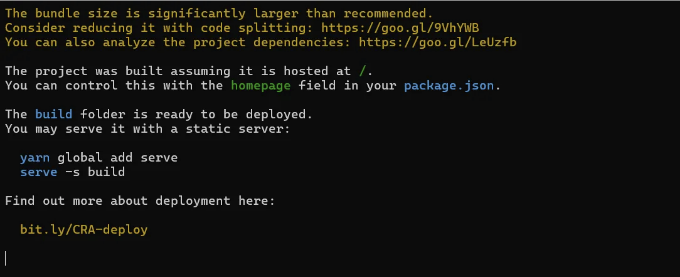 The bundle size is significantly larger than recommended.
Consider reducing it with code splitting: https://goo.gl/9VhYWB
You can also analyze the project dependencies: https://goo.gl/LeUzfb
The project was built assuming it is hosted at /.
You can control this with the homepage field in your package.json.
The build folder is ready to be deployed.
You may serve it with a static server:
yarn global add serve
serve -s build
Find out more about deployment here:
bit.ly/CRA-deploy